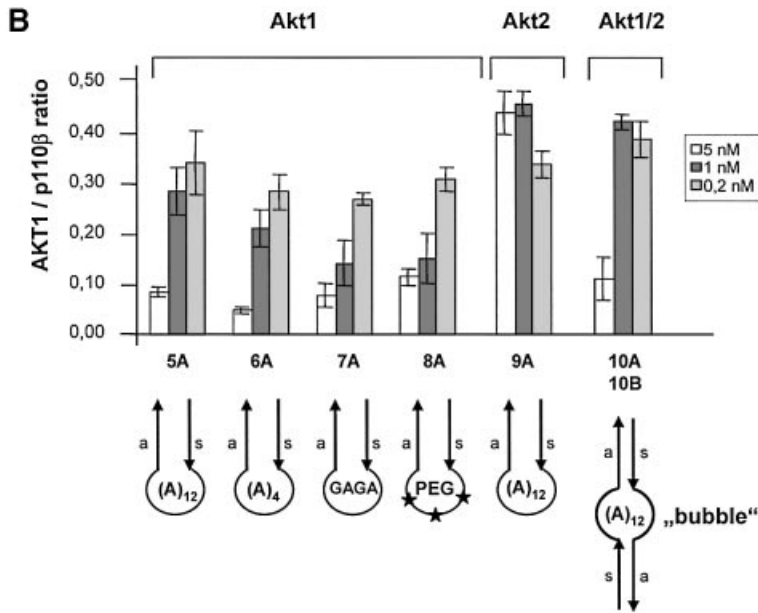 B
Akt1 Akt2 Akt1/2
AKT1 / p110β ratio
0,50
0,40
0,30
0,20
0,10
0,00
5 nM
1 nM
0,2 nM
5A 6A 7A 8A 9A 10A
10B
a s a s a s a s a s a s
(A)12 (A)4 GAGA PEG (A)12
(A)12 „bubble“
s a